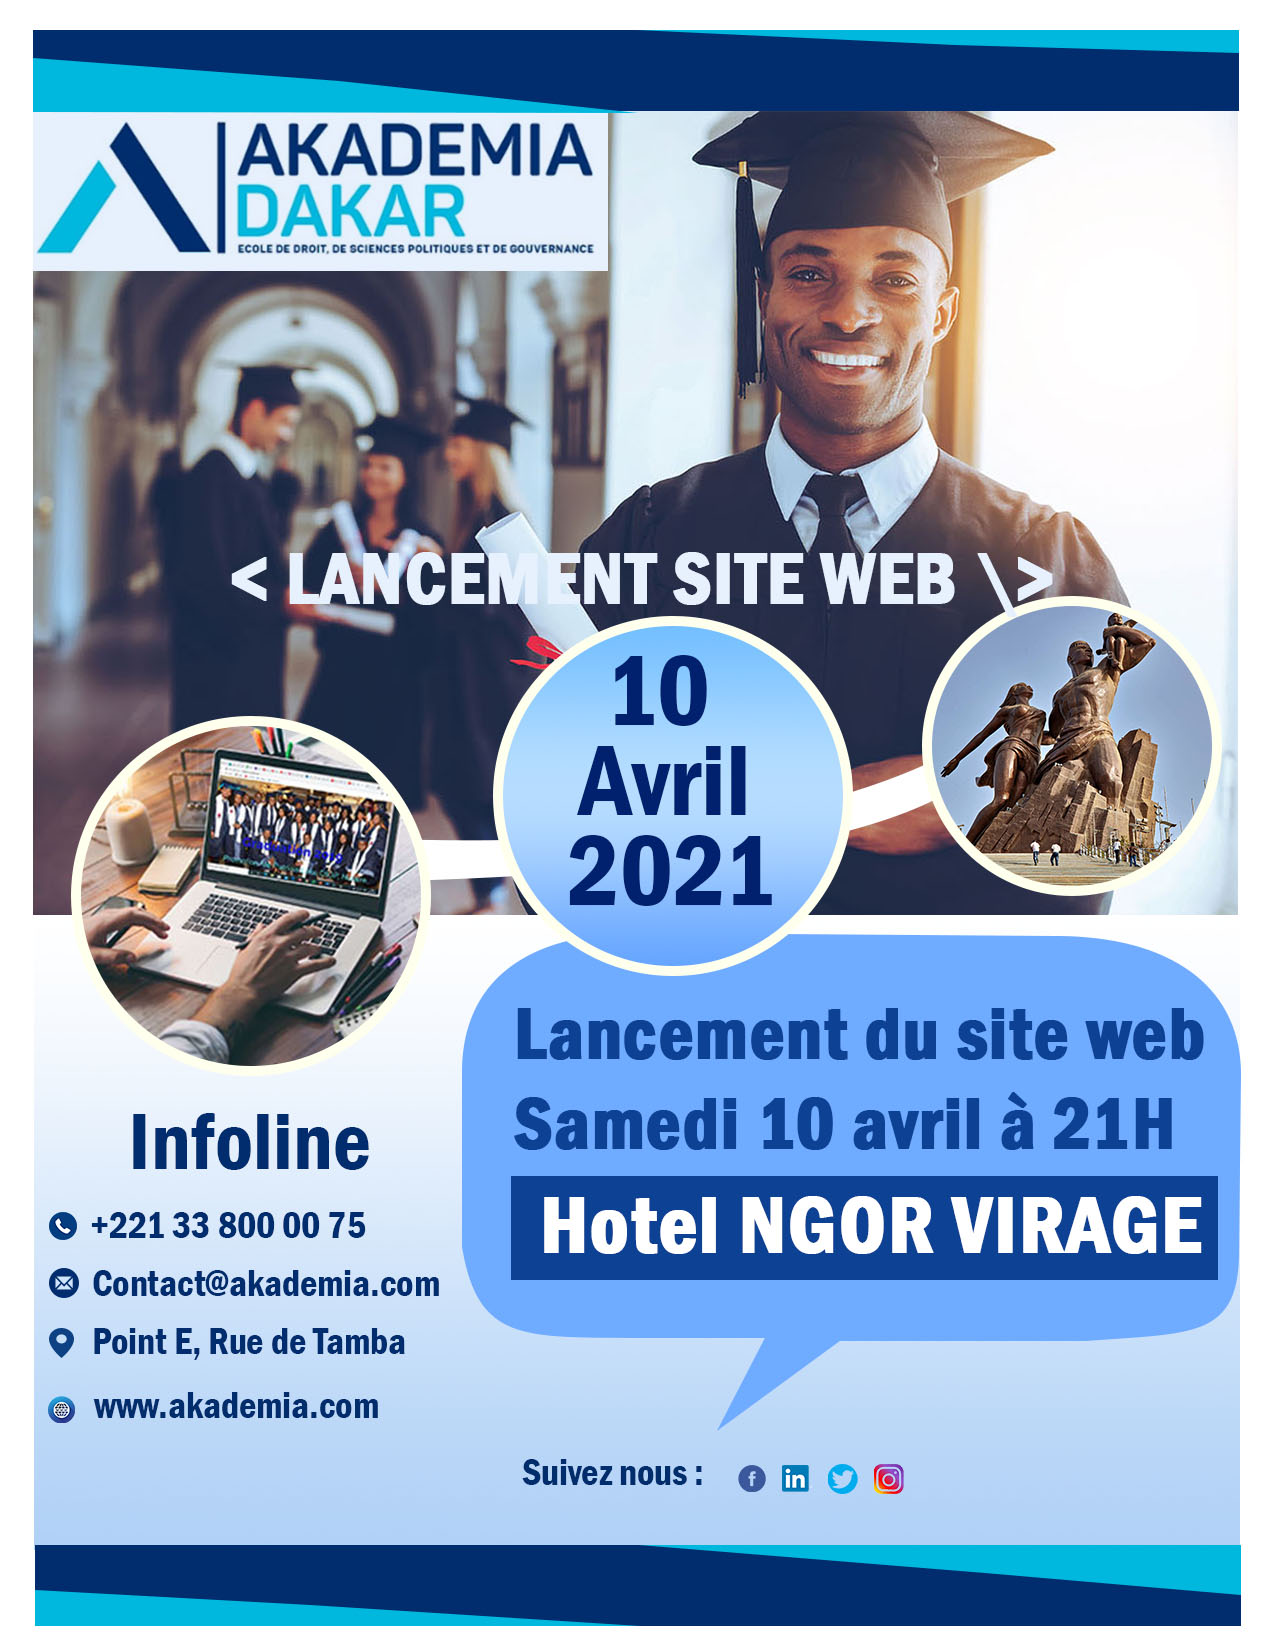 AKADEMIA
DAKAR
ECOLE DE DROIT, DE SCIENCES POLITIQUES ET DE GOUVERNANCE
< LANCEMENT SITE WEB \>
10
Avril
2021
Graduation 2019
Lancement du site web
Samedi 10 avril à 21H
Hotel NGOR VIRAGE
Infoline
+221 33 800 00 75
Contact@akademia.com
Point E, Rue de Tamba
www.akademia.com
Suivez nous :